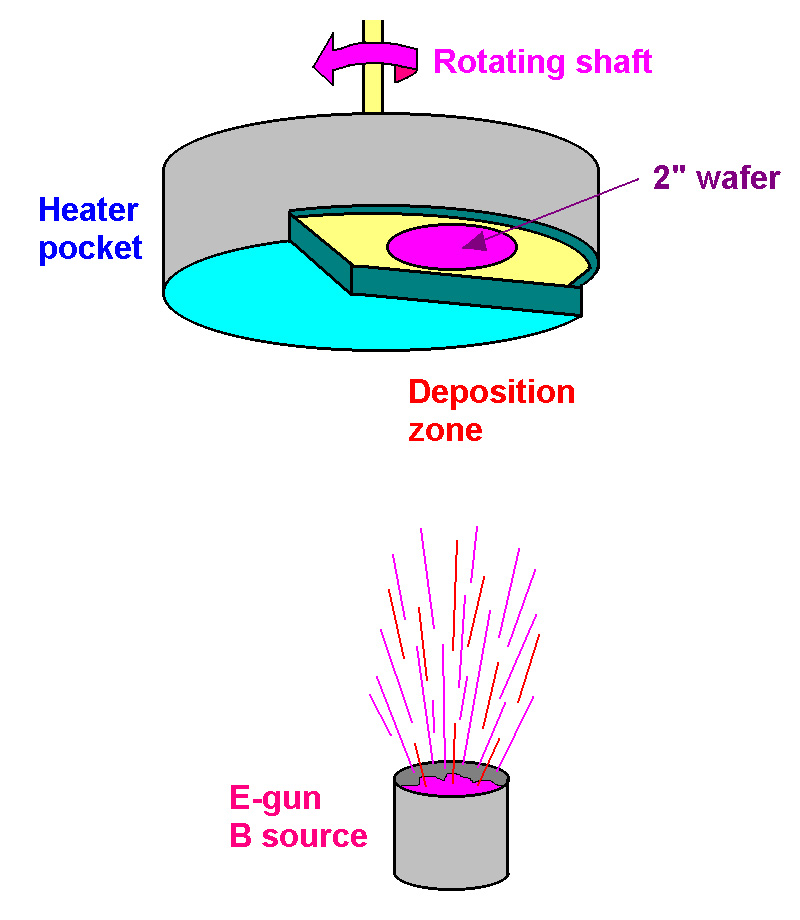 Rotating shaft
2" wafer
Heater
pocket
Deposition
zone
E-gun
B source